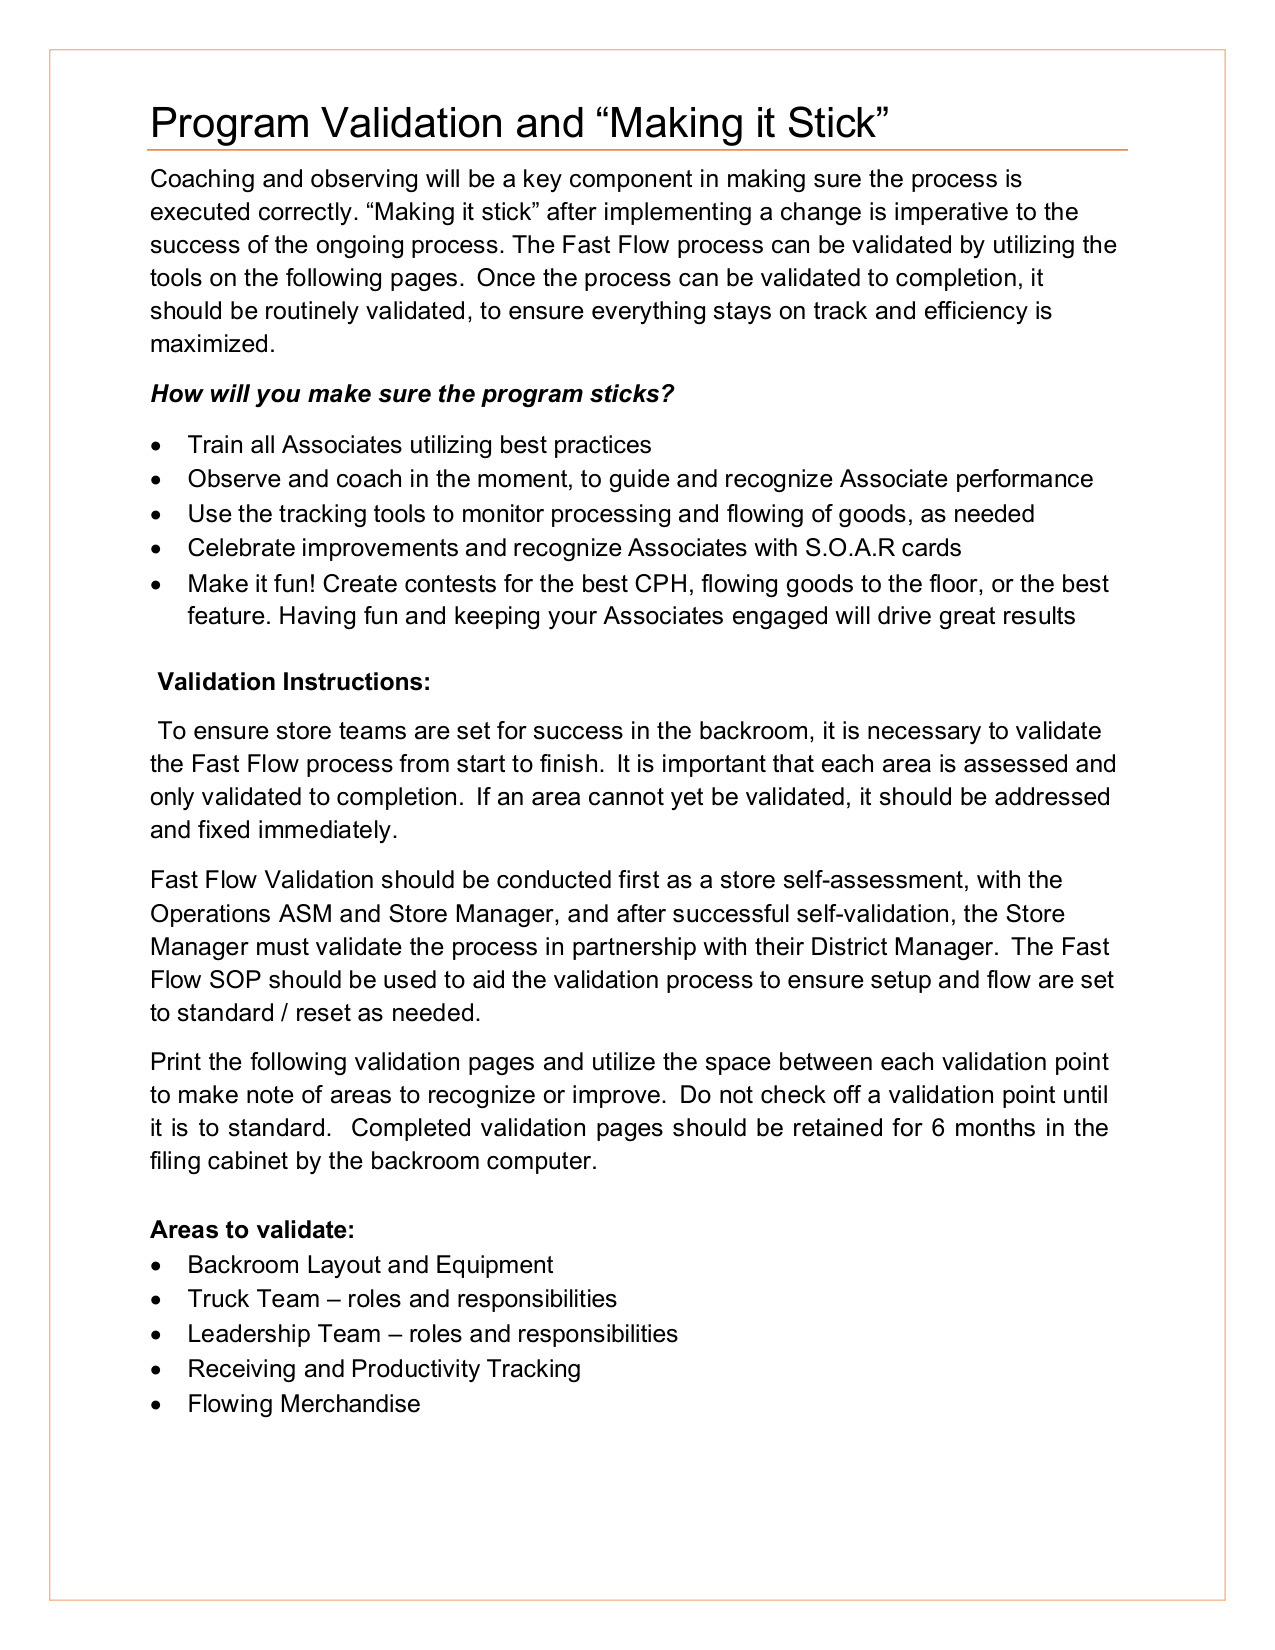 Program Validation and “Making it Stick”
Coaching and observing will be a key component in making sure the process is
executed correctly. “Making it stick” after implementing a change is imperative to the
success of the ongoing process. The Fast Flow process can be validated by utilizing the
tools on the following pages.  Once the process can be validated to completion, it
should be routinely validated, to ensure everything stays on track and efficiency is
maximized.
How will you make sure the program sticks?
• Train all Associates utilizing best practices
• Observe and coach in the moment, to guide and recognize Associate performance
• Use the tracking tools to monitor processing and flowing of goods, as needed
• Celebrate improvements and recognize Associates with S.O.A.R cards
• Make it fun! Create contests for the best CPH, flowing goods to the floor, or the best
feature. Having fun and keeping your Associates engaged will drive great results
Validation Instructions:
To ensure store teams are set for success in the backroom, it is necessary to validate
the Fast Flow process from start to finish.  It is important that each area is assessed and
only validated to completion.  If an area cannot yet be validated, it should be addressed
and fixed immediately.
Fast Flow Validation should be conducted first as a store self-assessment, with the
Operations ASM and Store Manager, and after successful self-validation, the Store
Manager must validate the process in partnership with their District Manager.  The Fast
Flow SOP should be used to aid the validation process to ensure setup and flow are set
to standard / reset as needed.
Print the following validation pages and utilize the space between each validation point
to make note of areas to recognize or improve.  Do not check off a validation point until
it is to standard.  Completed validation pages should be retained for 6 months in the
filing cabinet by the backroom computer.
Areas to validate:
• Backroom Layout and Equipment
• Truck Team – roles and responsibilities
• Leadership Team – roles and responsibilities
• Receiving and Productivity Tracking
• Flowing Merchandise